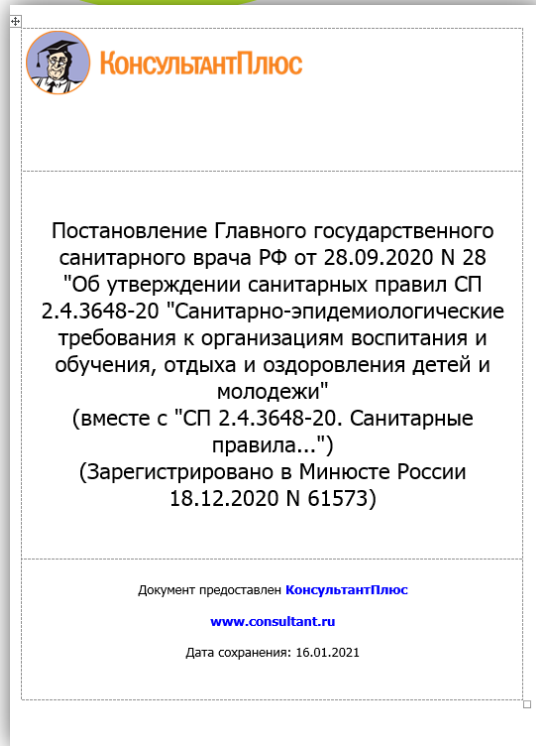 КонсультантПлюс
Постановление Главного государственного
санитарного врача РФ от 28.09.2020 N 28
"Об утверждении санитарных правил СП
2.4.3648-20 "Санитарно-эпидемиологические
требования к организациям воспитания и
обучения, отдыха и оздоровления детей и
молодежи"
(вместе с "СП 2.4.3648-20. Санитарные
правила...")
(Зарегистрировано в Минюсте России
18.12.2020 N 61573)
Документ предоставлен КонсультантПлюс
www.consultant.ru
Дата сохранения: 16.01.2021